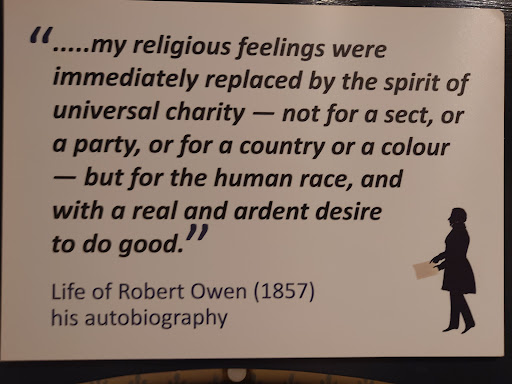 “.....my religious feelings were
immediately replaced by the spirit of
universal charity — not for a sect, or
a party, or for a country or a colour
— but for the human race, and
with a real and ardent desire
to do good.”
Life of Robert Owen (1857)
his autobiography